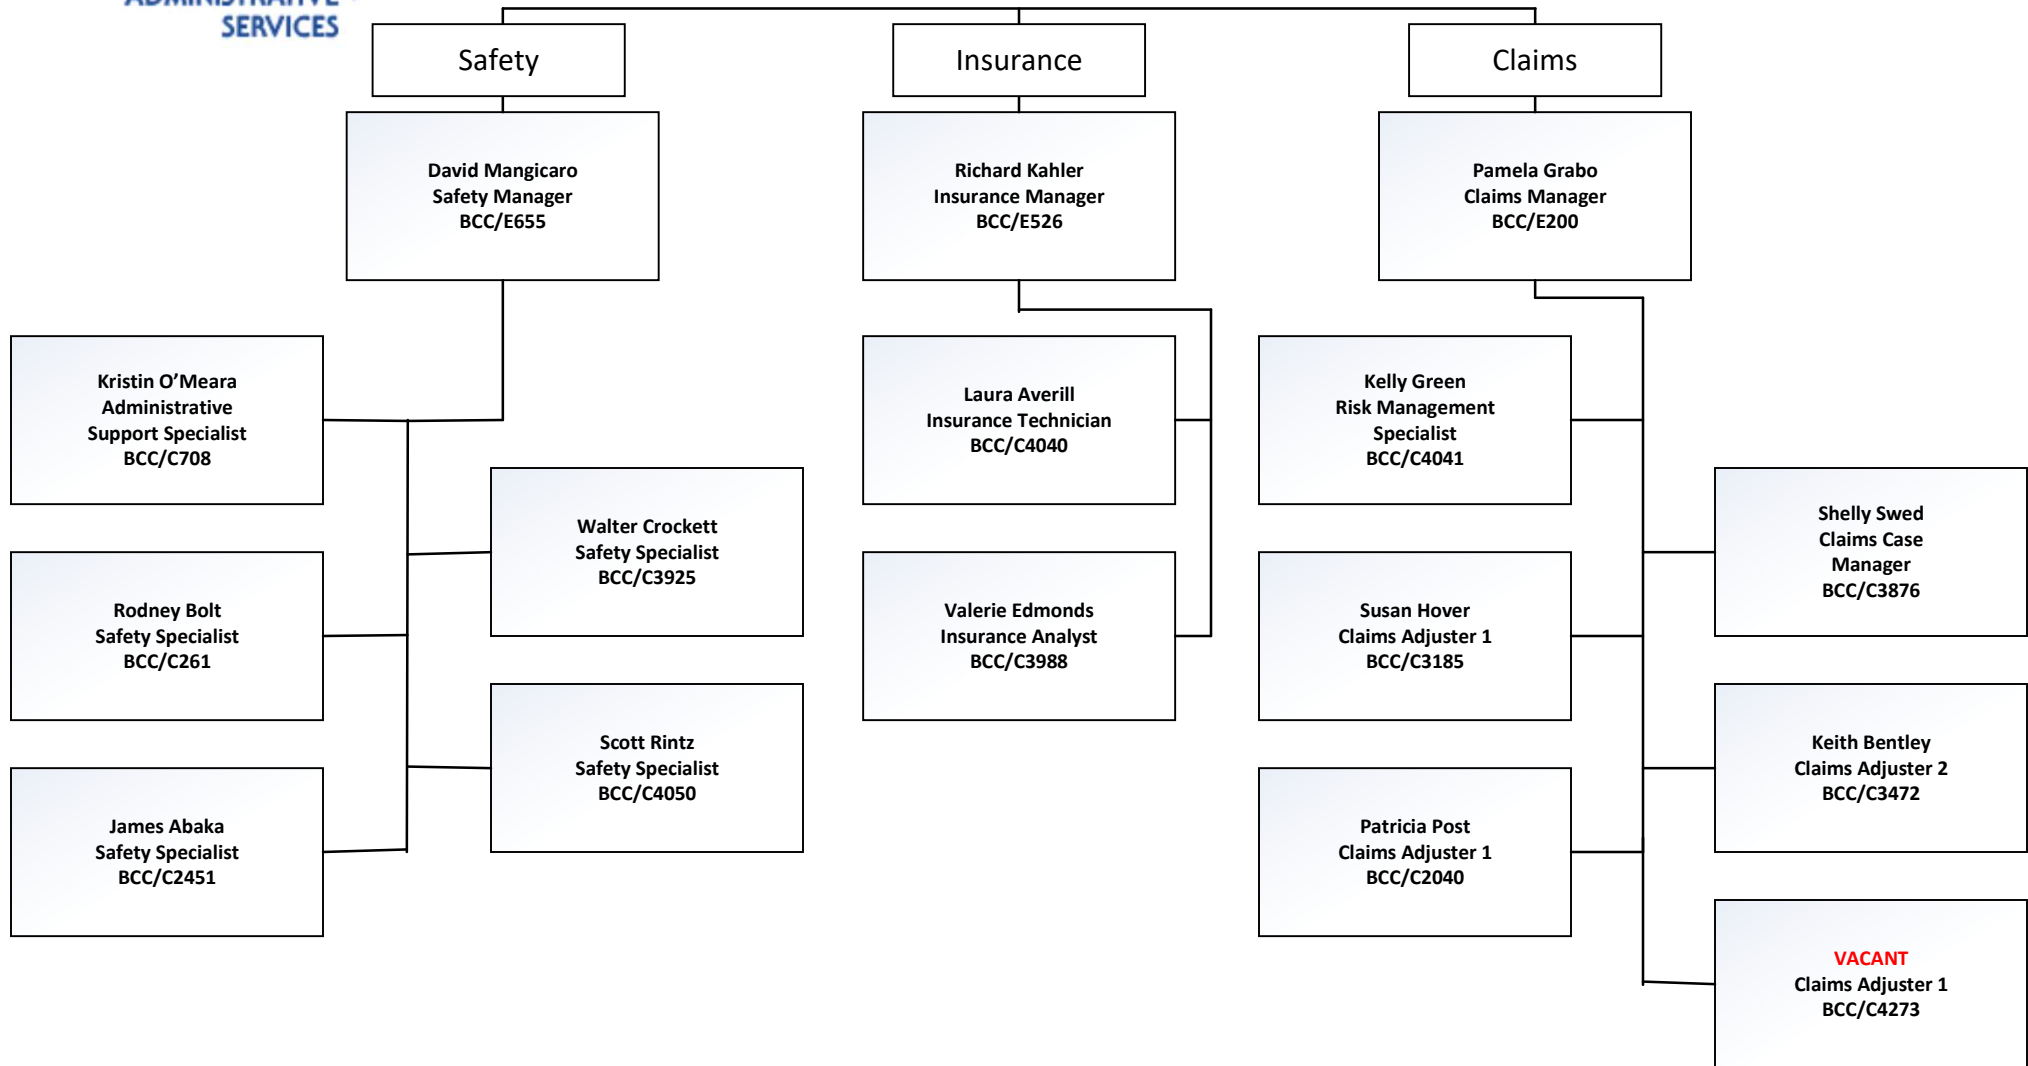 ADMINISTRATIVE
SERVICES
Safety
Insurance
Claims
David Mangicaro
Safety Manager
BCC/E655
Richard Kahler
Insurance Manager
BCC/E526
Pamela Grabo
Claims Manager
BCC/E200
Kristin O’Meara
Administrative
Support Specialist
BCC/C708
Walter Crockett
Safety Specialist
BCC/C3925
Rodney Bolt
Safety Specialist
BCC/C261
Scott Rintz
Safety Specialist
BCC/C4050
James Abaka
Safety Specialist
BCC/C2451
Laura Averill
Insurance Technician
BCC/C4040
Valerie Edmonds
Insurance Analyst
BCC/C3988
Kelly Green
Risk Management
Specialist
BCC/C4041
Shelly Swed
Claims Case
Manager
BCC/C3876
Susan Hover
Claims Adjuster 1
BCC/C3185
Keith Bentley
Claims Adjuster 2
BCC/C3472
Patricia Post
Claims Adjuster 1
BCC/C2040
VACANT
Claims Adjuster 1
BCC/C4273